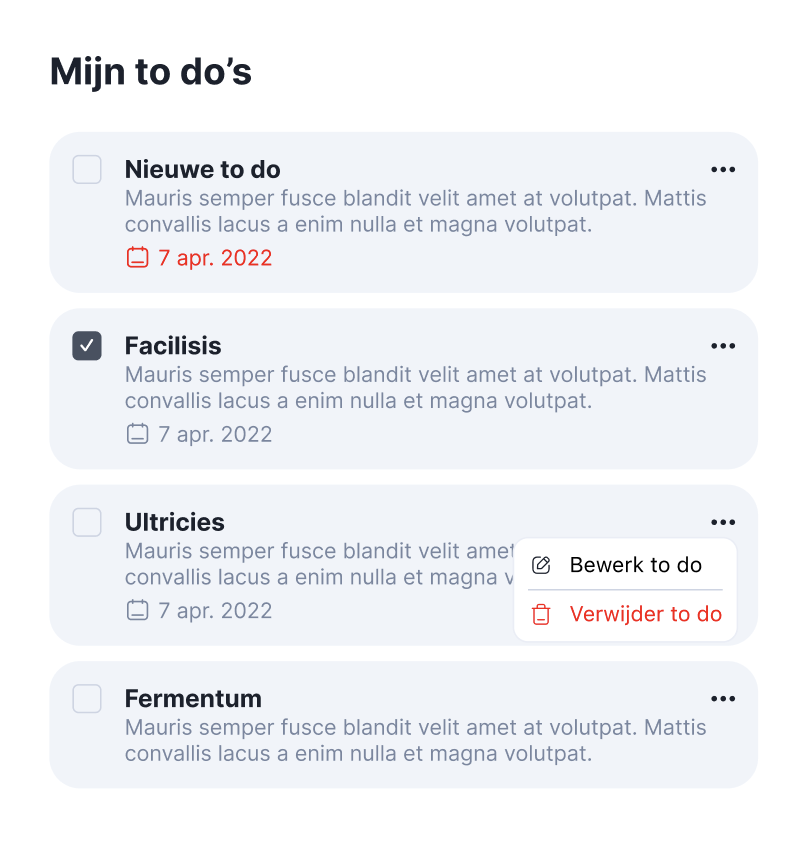 Mijn to do’s
Nieuwe to do
Mauris semper fusce blandit velit amet at volutpat. Mattis
convallis lacus a enim nulla et magna volutpat.
7 apr. 2022
Facilisis
Mauris semper fusce blandit velit amet at volutpat. Mattis
convallis lacus a enim nulla et magna volutpat.
7 apr. 2022
Ultricies
Mauris semper fusce blandit velit amet
convallis lacus a enim nulla et magna v
7 apr. 2022
Bewerk to do
Verwijder to do
Fermentum
Mauris semper fusce blandit velit amet at volutpat. Mattis
convallis lacus a enim nulla et magna volutpat.